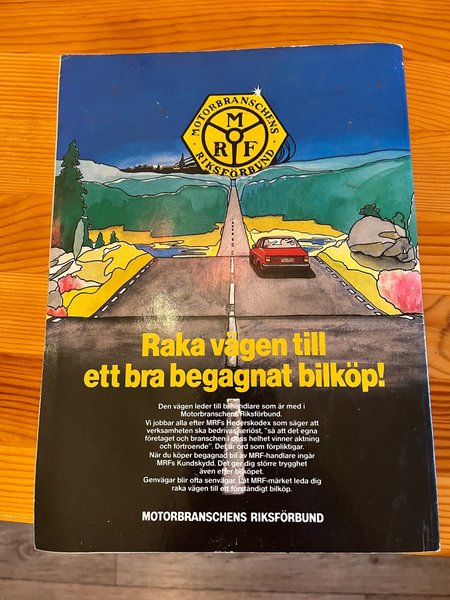 MOTORBRANSCHENS
M
R F
RIKSFÖRBUND
Raka vägen till
ett bra begagnat bilköp!
Den vägen leder till bilhandlare som är med i
Motorbranschens Riksförbund.
Vi jobbar alla efter MRFs Hederskodex som säger att
verksamheten ska bedrivas seriöst, "så att det egna
företaget och branschen i dess helhet vinner aktning
och förtroende". Det är ord som förpliktigar.
När du köper begagnad bil av MRF-handlare ingår
MRFs Kundskydd. Det ger dig större trygghet
även efter bilköpet.
Genvägar blir ofta senvägar. Låt MRF-märket leda dig
raka vägen till ett förståndigt bilköp.
MOTORBRANSCHENS RIKSFÖRBUND